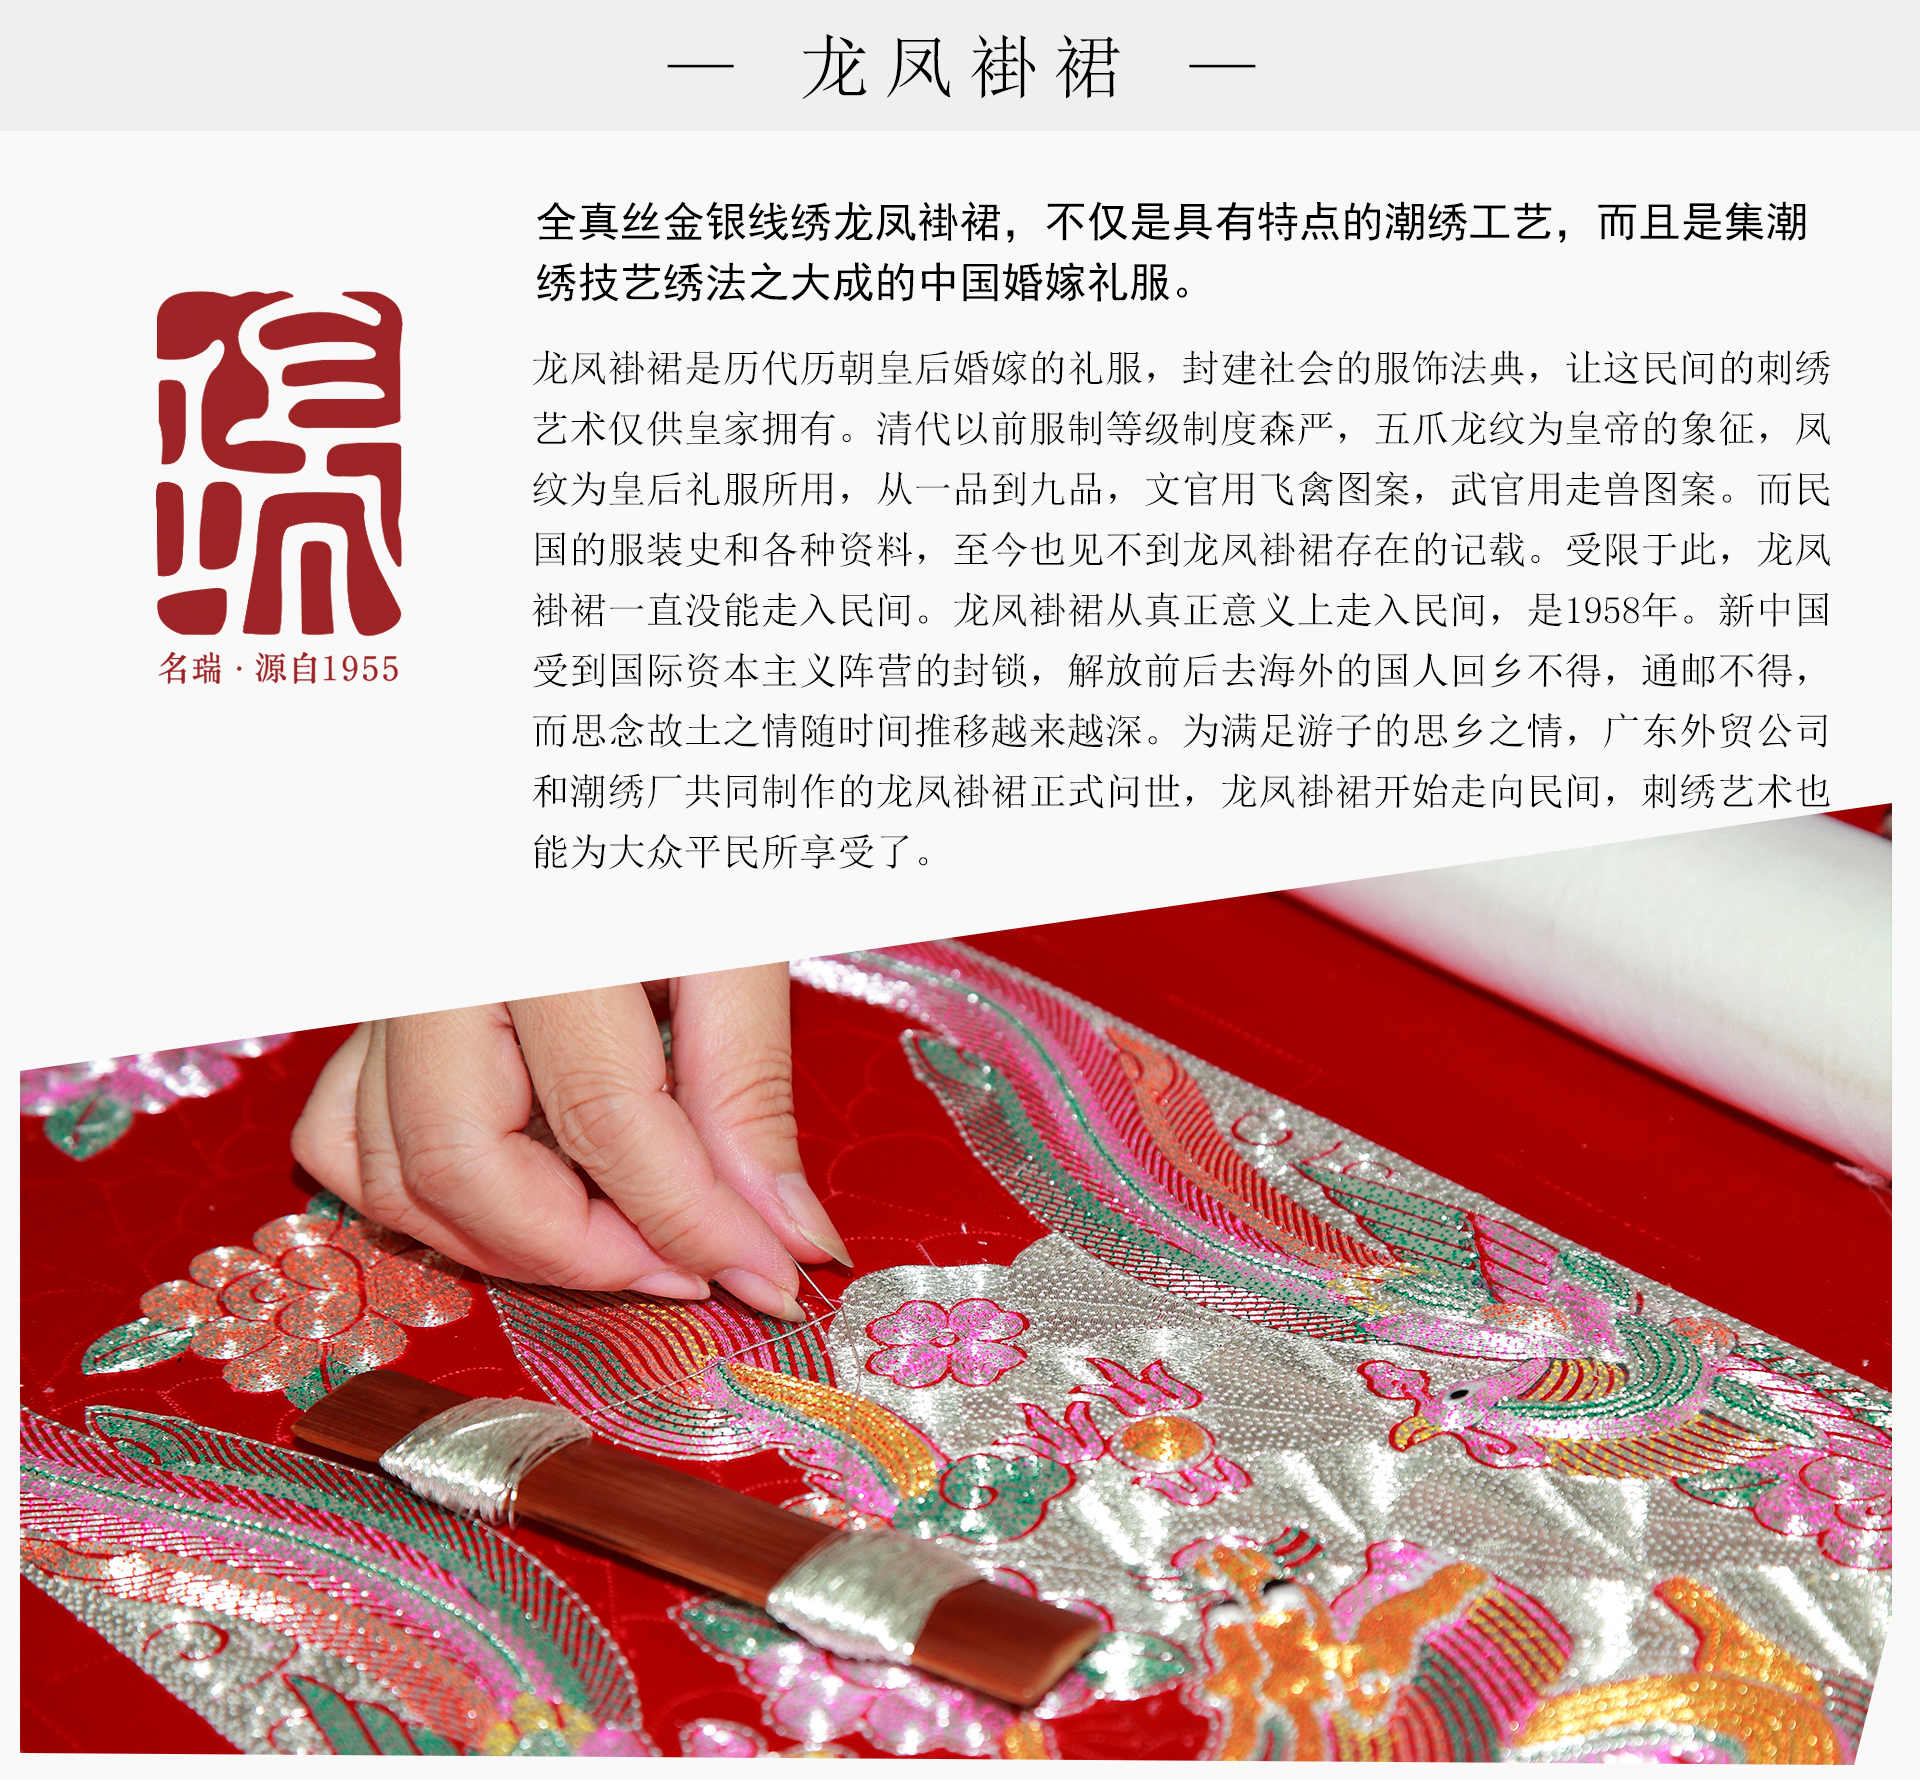 — 龙凤褂裙 —
全真丝金银线绣龙凤褂裙，不仅是具有特点的潮绣工艺，而且是集潮
绣技艺绣法之大成的中国婚嫁礼服。
龙凤褂裙是历代历朝皇后婚嫁的礼服，封建社会的服饰法典，让这民间的刺绣
艺术仅供皇家拥有。清代以前服制等级制度森严，五爪龙纹为皇帝的象征，凤
纹为皇后礼服所用，从一品到九品，文官用飞禽图案，武官用走兽图案。而民
国的服装史和各种资料，至今也见不到龙凤褂裙存在的记载。受限于此，龙凤
褂裙一直没能走入民间。龙凤褂裙从真正意义上走入民间，是1958年。新中国
受到国际资本主义阵营的封锁，解放前后去海外的国人回乡不得，通邮不得，
而思念故土之情随时间推移越来越深。为满足游子的思乡之情，广东外贸公司
和潮绣厂共同制作的龙凤褂裙正式问世，龙凤褂裙开始走向民间，刺绣艺术也
能为大众平民所享受了。
名瑞·源自1955